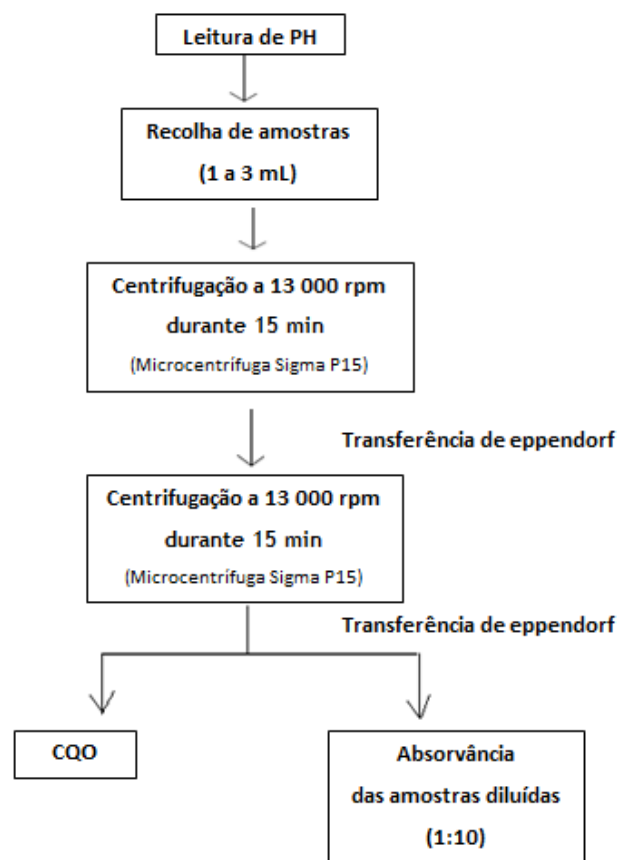 Leitura de PH
Recolha de amostras
(1 a 3 mL)
Centrifugação a 13 000 rpm
durante 15 min
(Microcentrífuga Sigma P15)
Transferência de eppendorf
Centrifugação a 13 000 rpm
durante 15 min
(Microcentrífuga Sigma P15)
Transferência de eppendorf
CQO
Absorvância
das amostras diluídas
(1:10)